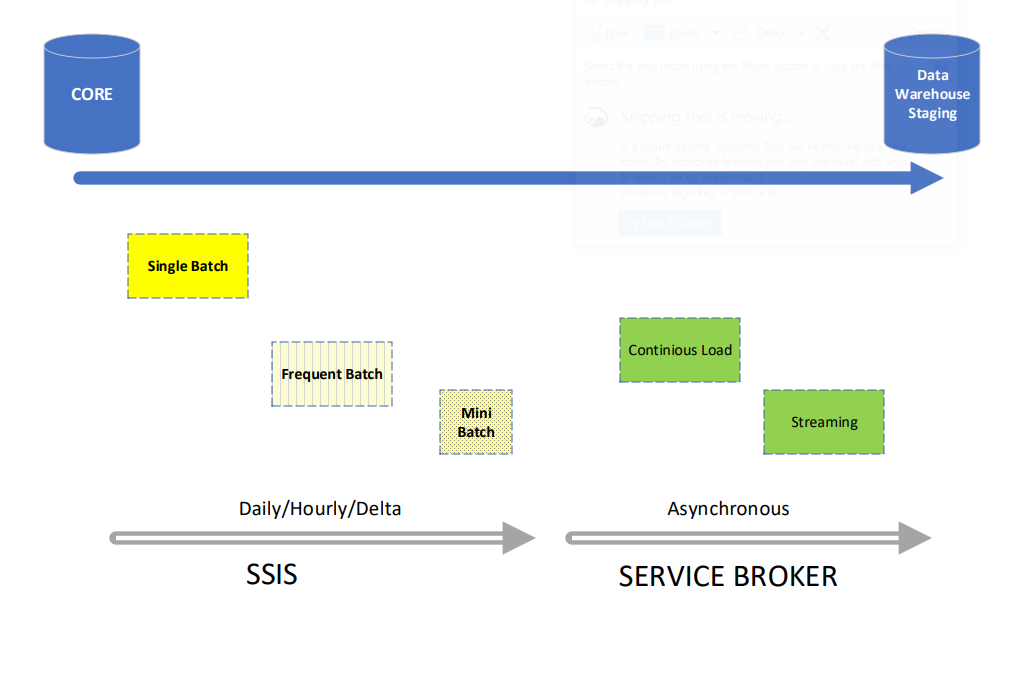 Snipping Tool
New Mode Delay
Select the snip mode using the Mode button or click the New
button.
CORE
Data
Warehouse
Staging
Snipping Tool is moving...
In a future update, Snipping Tool will be moving to a
home. Try improved features and snip like usual with Snip
& Sketch (or try the shortcut
Windows logo key + Shift + S
Single Batch
Continious Load
Frequent Batch
Mini
Batch
Streaming
Daily/Hourly/Delta
Asynchronous
SSIS
SERVICE BROKER